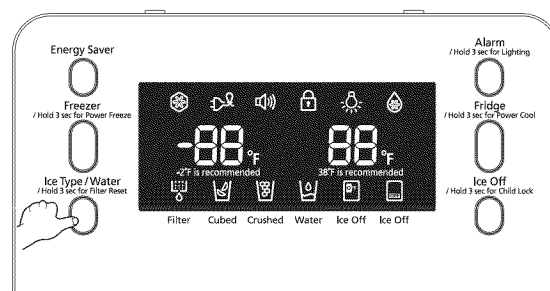 Energy Saver
Alarm
/ Hold 3 sec for Lighting
Freezer
/ Hold 3 sec for Power Freeze
Fridge
/ Hold 3 sec for Power Cool
-88°F
88°F
-2°F is recommended
38°F is recommended
Ice Type / Water
/ Hold 3 sec for Filter Reset
Ice Off
/ Hold 3 sec for Child Lock
Filter Cubed Crushed Water Ice Off Ice Off